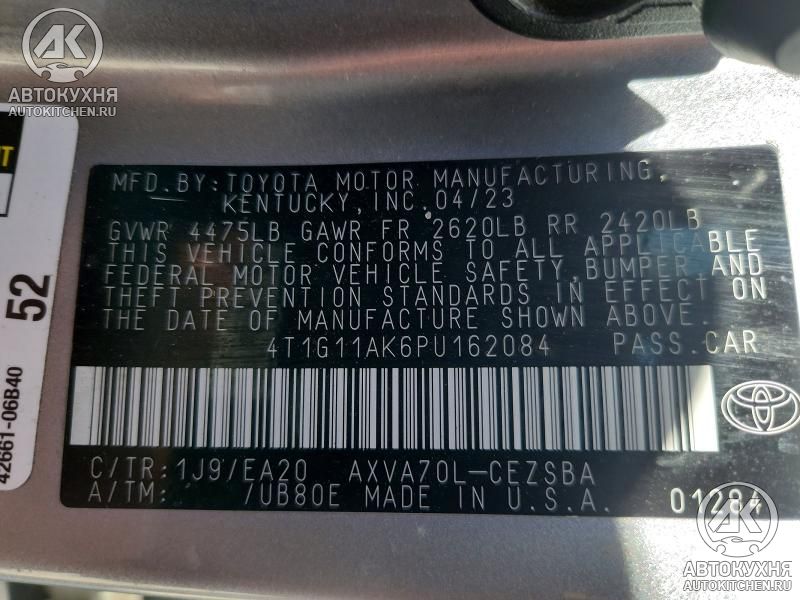 АВТОКУХНЯ
AUTOKITCHEN.RU
MFD. BY: TOYOTA MOTOR MANUFACTURING,
KENTUCKY, INC. 04/23
GVWR 4475LB GAWR FR 2620LB RR 2420LB
THIS VEHICLE CONFORMS TO ALL APPLICABLE
FEDERAL MOTOR VEHICLE SAFETY, BUMPER, AND
THEFT PREVENTION STANDARDS IN EFFECT ON
THE DATE OF MANUFACTURE SHOWN ABOVE.
4T1G11AK6PU162084 PASS. CAR
C/TR: 1J9/EA20 AXVA70L-CEZSBA
A/TM: /UB80E MADE IN U.S.A. 01284
52
42661-06B40
TOYOTA
АВТОКУХНЯ
AUTOKITCHEN.RU